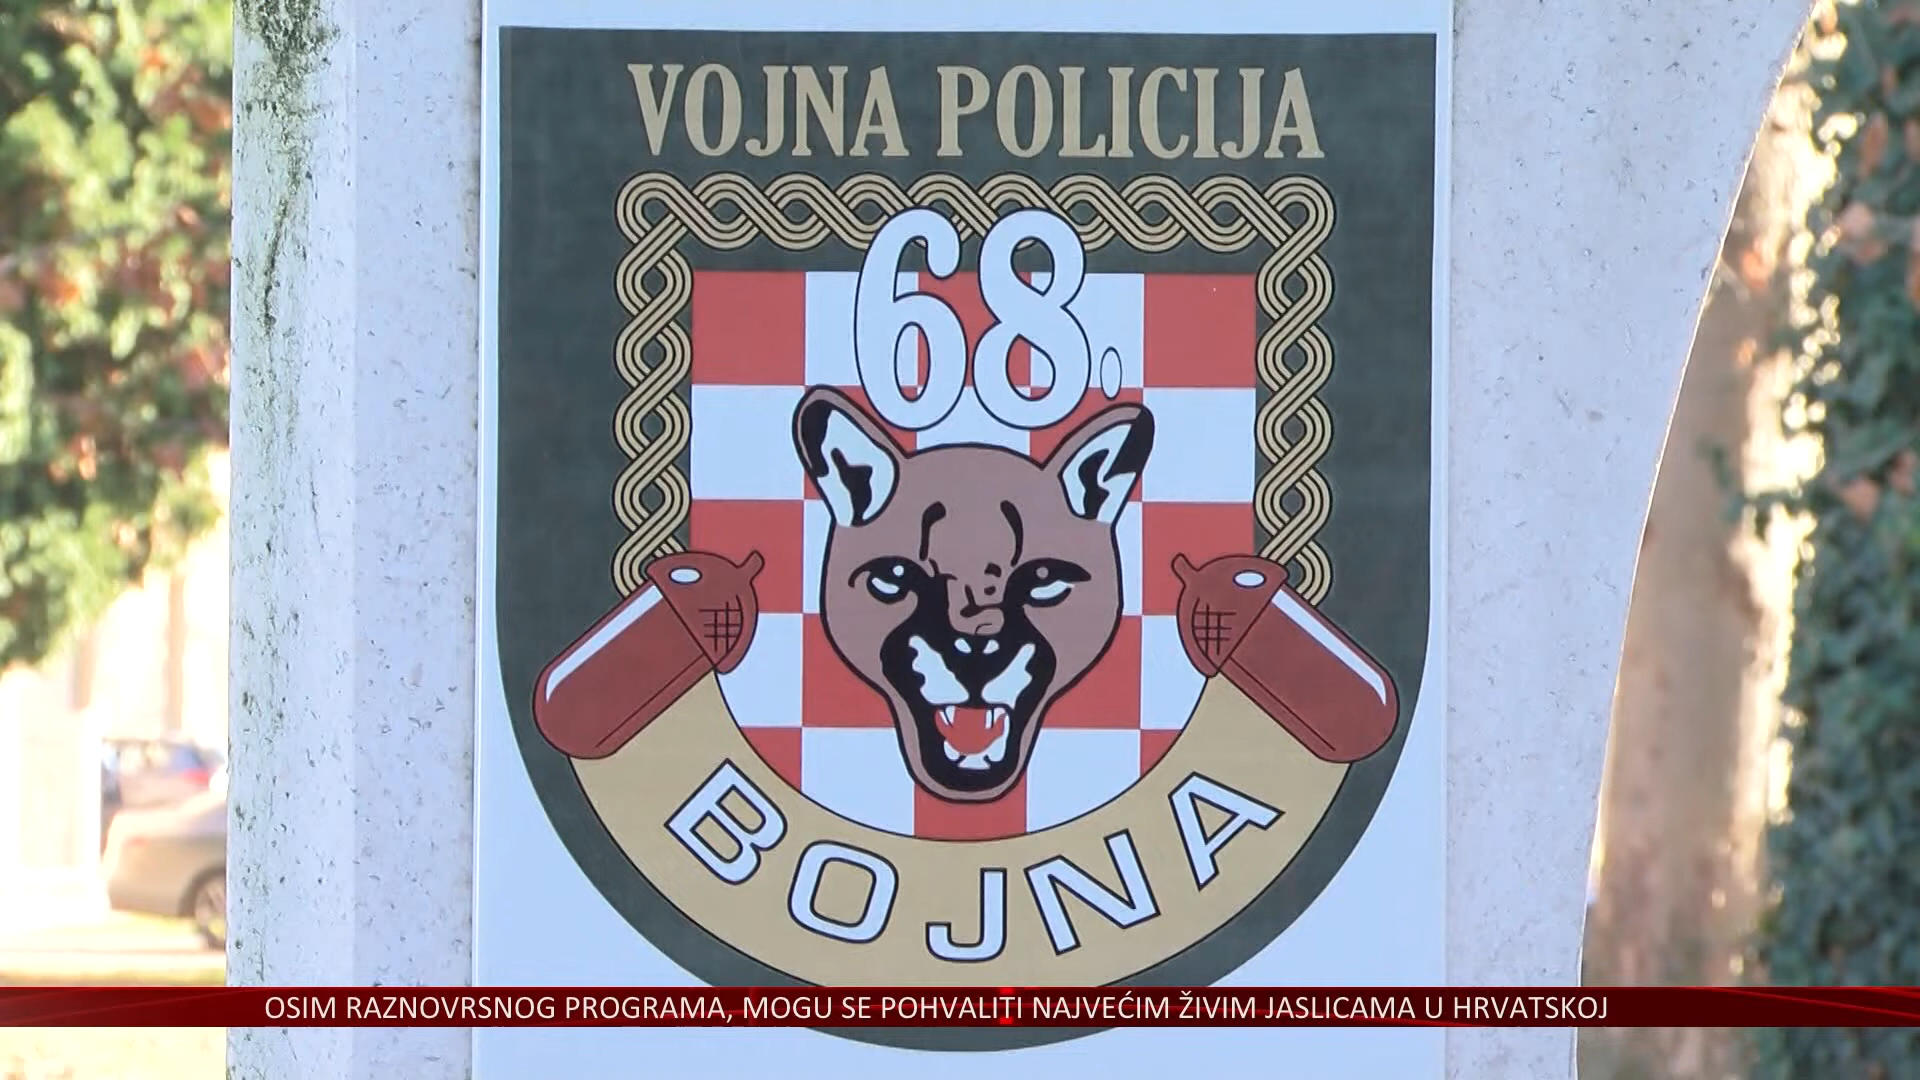 VOJNA POLICIJA
68.
BOJNA
OSIM RAZNOVRSNOG PROGRAMA, MOGU SE POHVALITI NAJVEĆIM ŽIVIM JASLICAMA U HRVATSKOJ